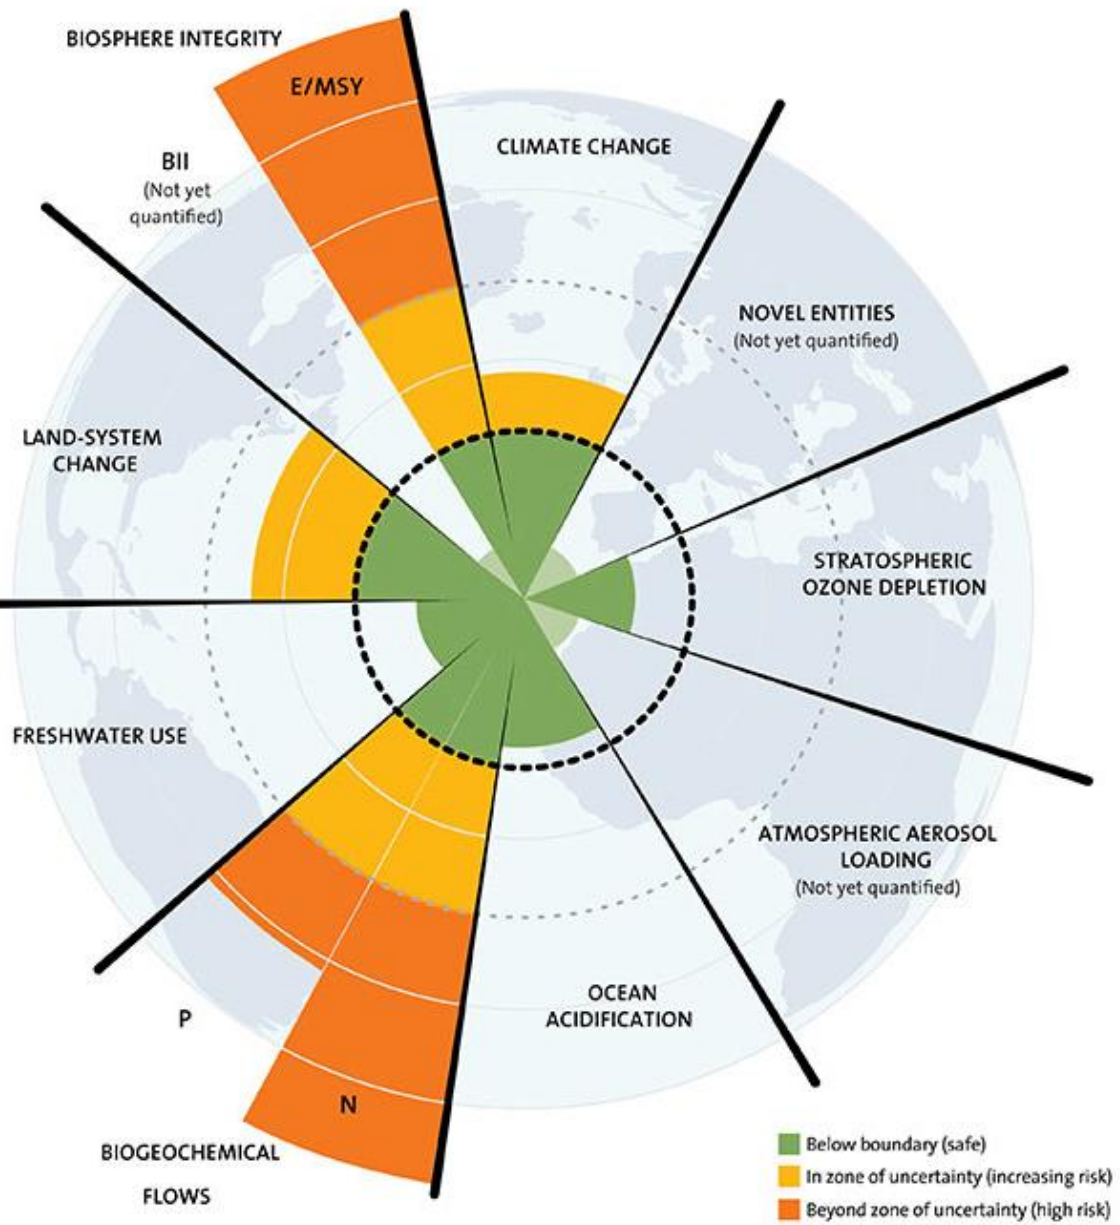 BIOSPHERE INTEGRITY
E/MSY
BII
(Not yet
quantified)
CLIMATE CHANGE
NOVEL ENTITIES
(Not yet quantified)
LAND-SYSTEM
CHANGE
STRATOSPHERIC
OZONE DEPLETION
FRESHWATER USE
ATMOSPHERIC AEROSOL
LOADING
(Not yet quantified)
OCEAN
ACIDIFICATION
P
N
BIOGEOCHEMICAL
FLOWS
Below boundary (safe)
In zone of uncertainty (increasing risk)
Beyond zone of uncertainty (high risk)